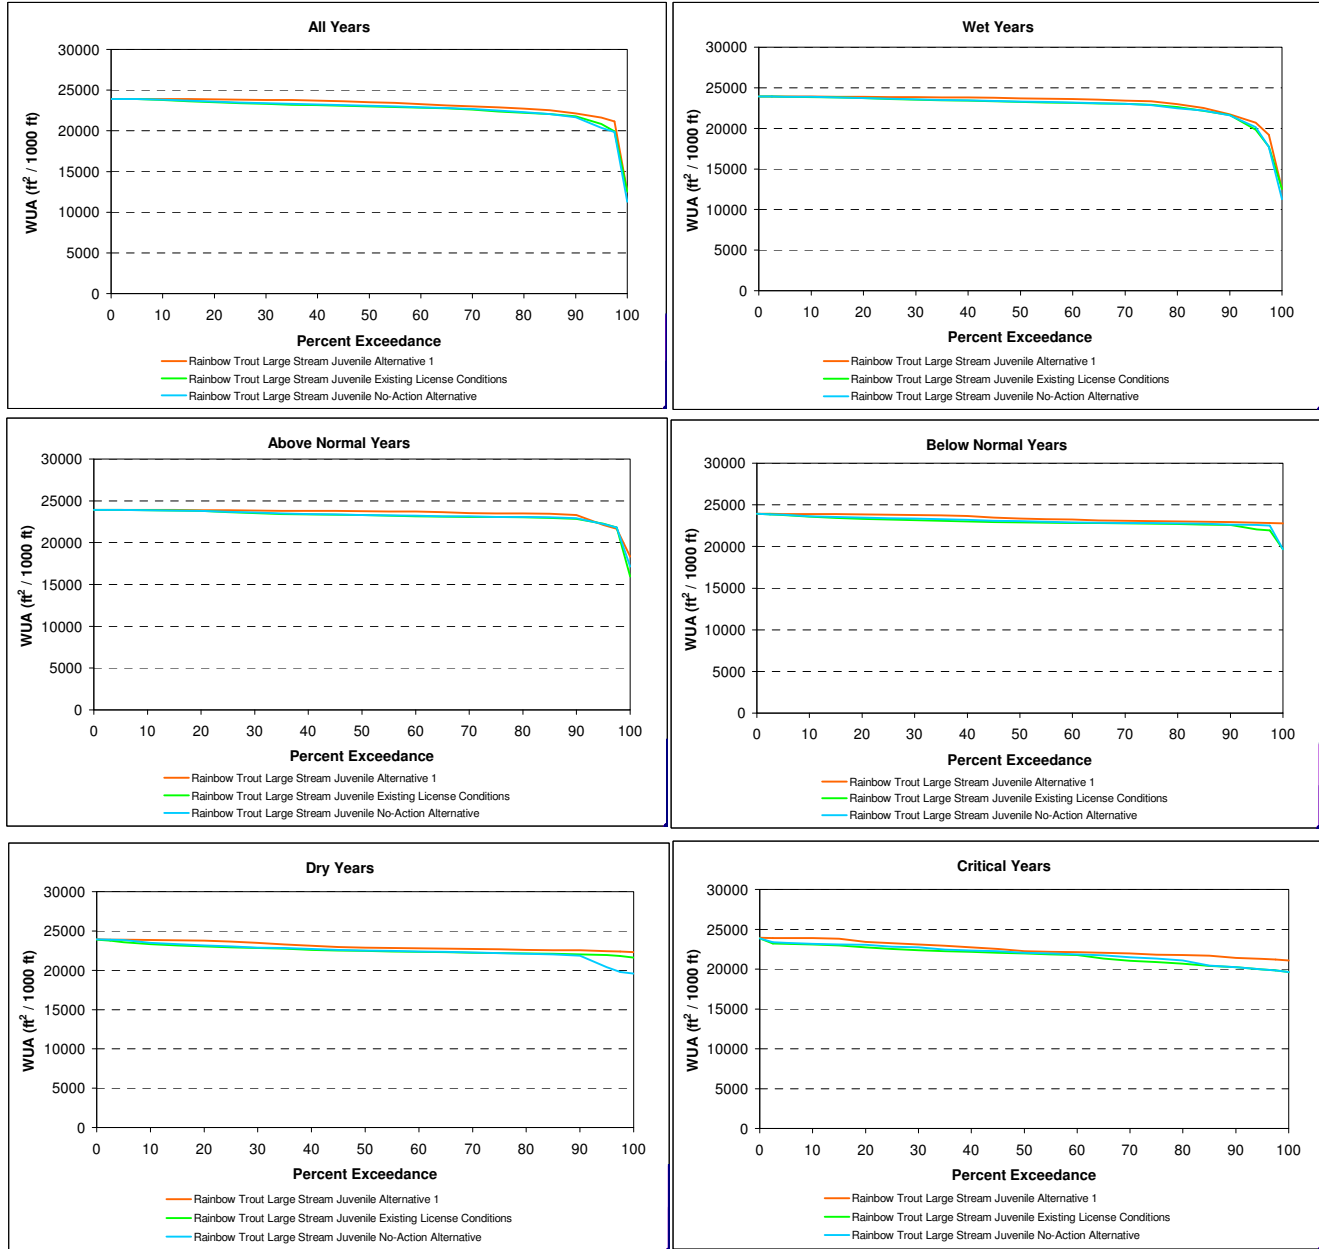 All Years
30000
25000
20000
15000
10000
5000
0
WUA (ft² / 1000 ft)
0 10 20 30 40 50 60 70 80 90 100
Percent Exceedance
Rainbow Trout Large Stream Juvenile Alternative 1
Rainbow Trout Large Stream Juvenile Existing License Conditions
Rainbow Trout Large Stream Juvenile No-Action Alternative
Wet Years
30000
25000
20000
15000
10000
5000
0
WUA (ft² / 1000 ft)
0 10 20 30 40 50 60 70 80 90 100
Percent Exceedance
Rainbow Trout Large Stream Juvenile Alternative 1
Rainbow Trout Large Stream Juvenile Existing License Conditions
Rainbow Trout Large Stream Juvenile No-Action Alternative
Above Normal Years
30000
25000
20000
15000
10000
5000
0
WUA (ft² / 1000 ft)
0 10 20 30 40 50 60 70 80 90 100
Percent Exceedance
Rainbow Trout Large Stream Juvenile Alternative 1
Rainbow Trout Large Stream Juvenile Existing License Conditions
Rainbow Trout Large Stream Juvenile No-Action Alternative
Below Normal Years
30000
25000
20000
15000
10000
5000
0
WUA (ft² / 1000 ft)
0 10 20 30 40 50 60 70 80 90 100
Percent Exceedance
Rainbow Trout Large Stream Juvenile Alternative 1
Rainbow Trout Large Stream Juvenile Existing License Conditions
Rainbow Trout Large Stream Juvenile No-Action Alternative
Dry Years
30000
25000
20000
15000
10000
5000
0
WUA (ft² / 1000 ft)
0 10 20 30 40 50 60 70 80 90 100
Percent Exceedance
Rainbow Trout Large Stream Juvenile Alternative 1
Rainbow Trout Large Stream Juvenile Existing License Conditions
Rainbow Trout Large Stream Juvenile No-Action Alternative
Critical Years
30000
25000
20000
15000
10000
5000
0
WUA (ft² / 1000 ft)
0 10 20 30 40 50 60 70 80 90 100
Percent Exceedance
Rainbow Trout Large Stream Juvenile Alternative 1
Rainbow Trout Large Stream Juvenile Existing License Conditions
Rainbow Trout Large Stream Juvenile No-Action Alternative